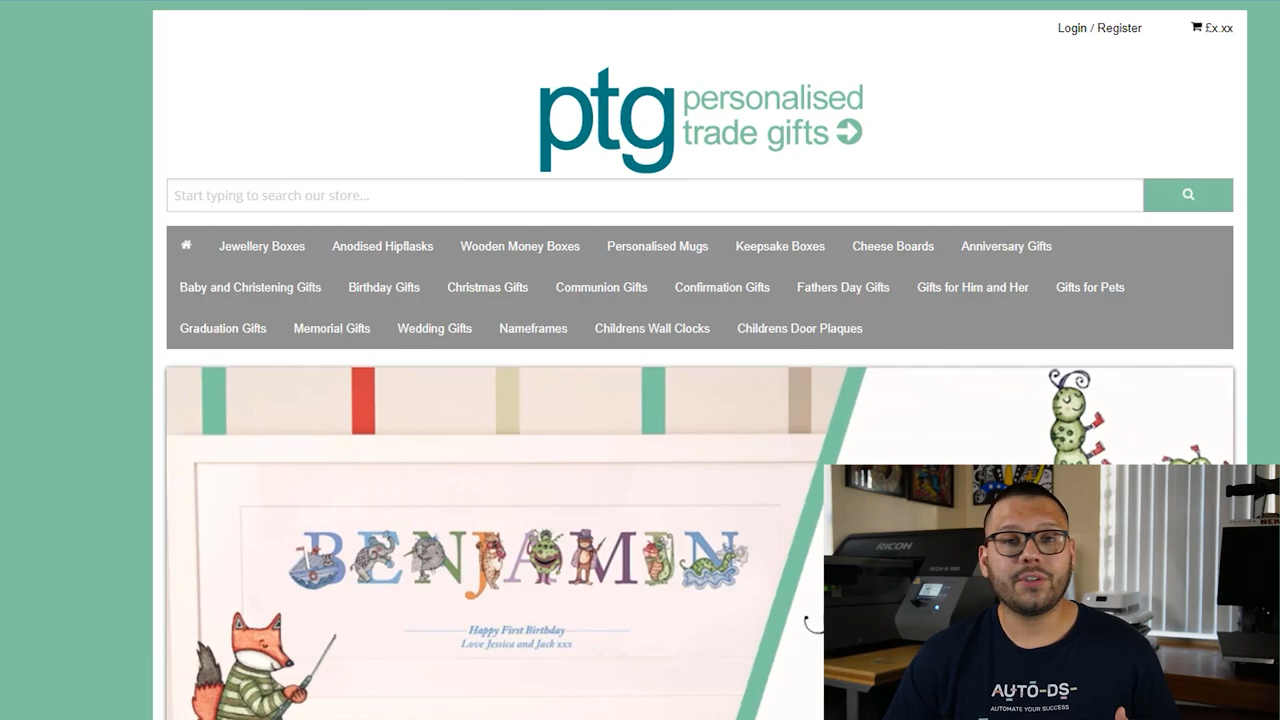 Login / Register £x.xx
ptg personalised
trade gifts
Start typing to search our store...
Jewellery Boxes Anodised Hipflasks Wooden Money Boxes Personalised Mugs Keepsake Boxes Cheese Boards Anniversary Gifts
Baby and Christening Gifts Birthday Gifts Christmas Gifts Communion Gifts Confirmation Gifts Fathers Day Gifts Gifts for Him and Her Gifts for Pets
Graduation Gifts Memorial Gifts Wedding Gifts Nameframes Childrens Wall Clocks Childrens Door Plaques
BENJAMIN
Happy First Birthday
Love Jessica and Jack xxx
RICOH
AUTO-DS-
AUTOMATE YOUR SUCCESS